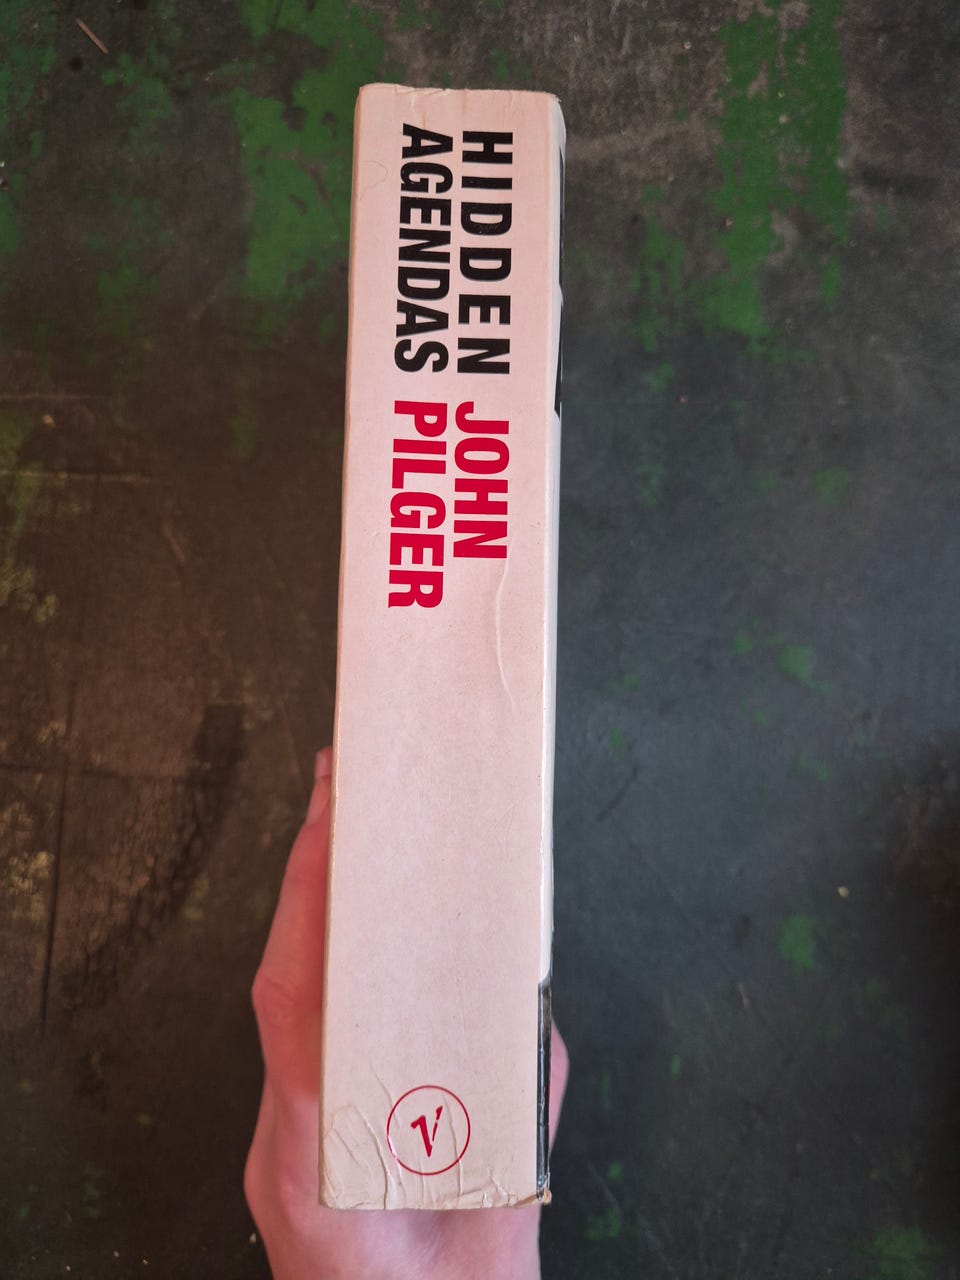 HIDDEN
AGENDAS
JOHN
PILGER
V